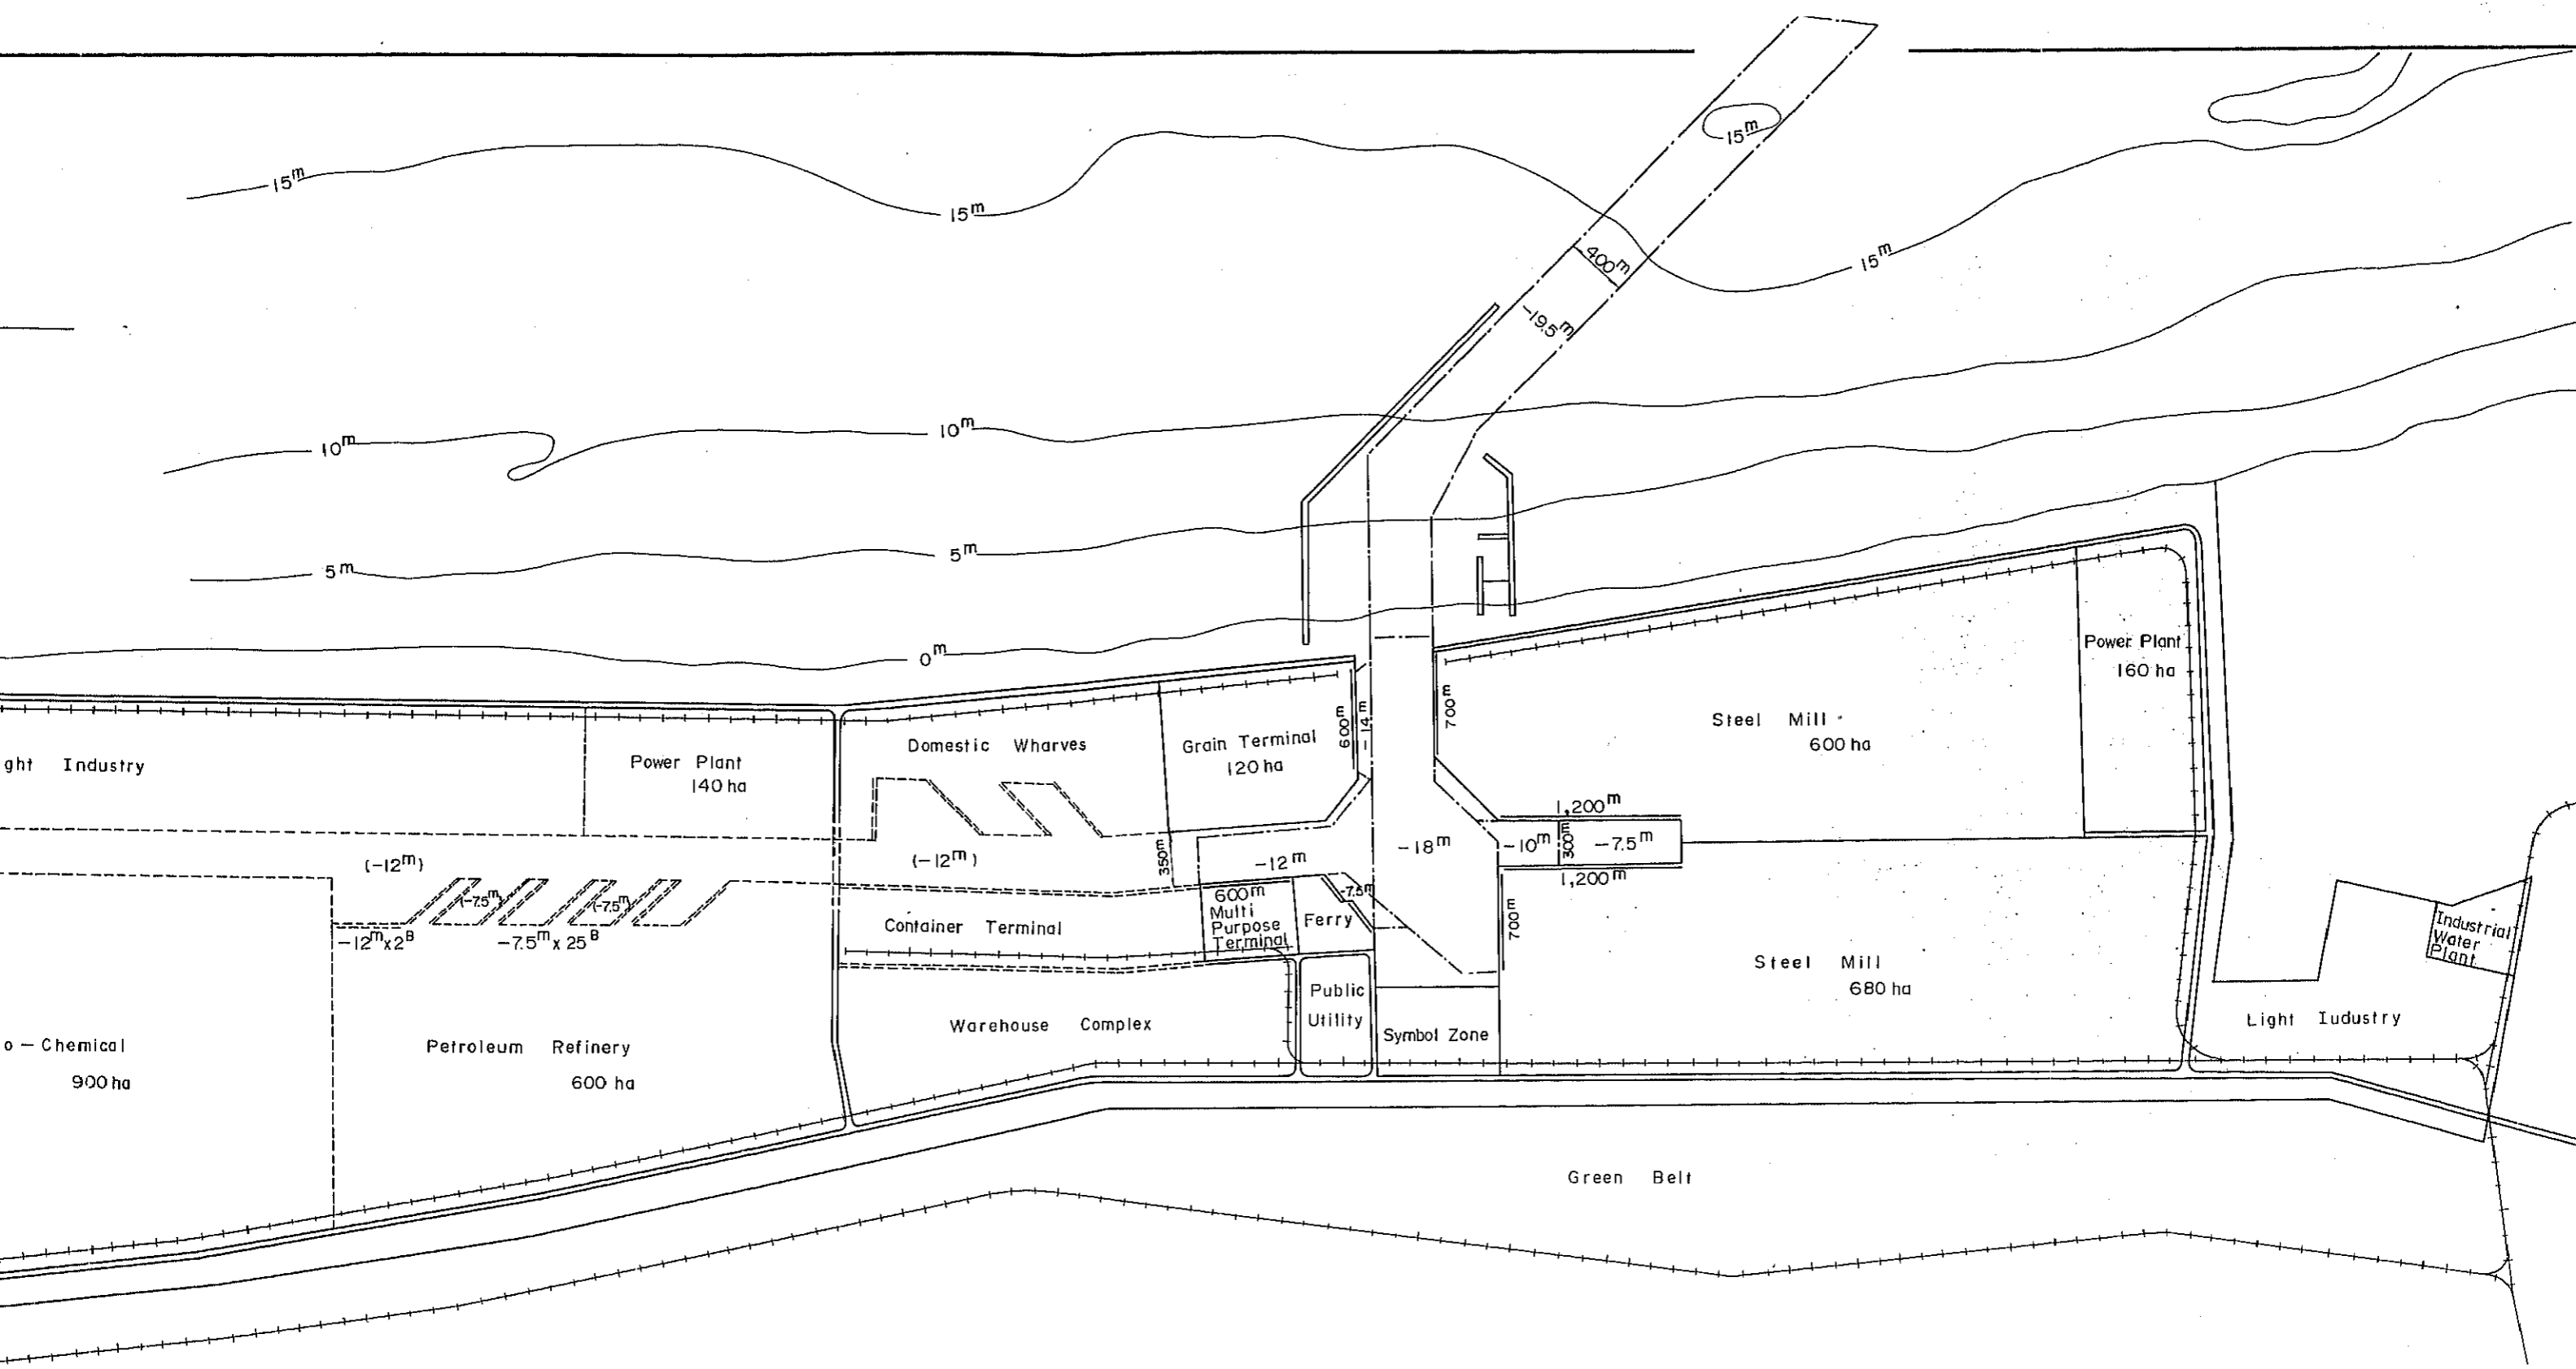 15m
15m
15m
400m
15m
-19.5m
10m
10m
5m
5m
0m
Power Plant
160 ha
600m
-14m
700m
Steel Mill
600 ha
Domestic Wharves
Grain Terminal
120 ha
ght Industry
Power Plant
140 ha
1,200m
(-12m)
(-12m)
350m
-12m
-18m
-10m
300m
-7.5m
1,200m
(-7.5m)
(-7.5m)
-12m x 2B
-7.5m x 25B
Container Terminal
600m
Multi
Purpose
Terminal
Ferry
-7.5m
700m
Industrial
Water
Plant
Steel Mill
680 ha
Public
Utility
Warehouse Complex
Symbol Zone
Light Iudustry
o - Chemical
900 ha
Petroleum Refinery
600 ha
Green Belt